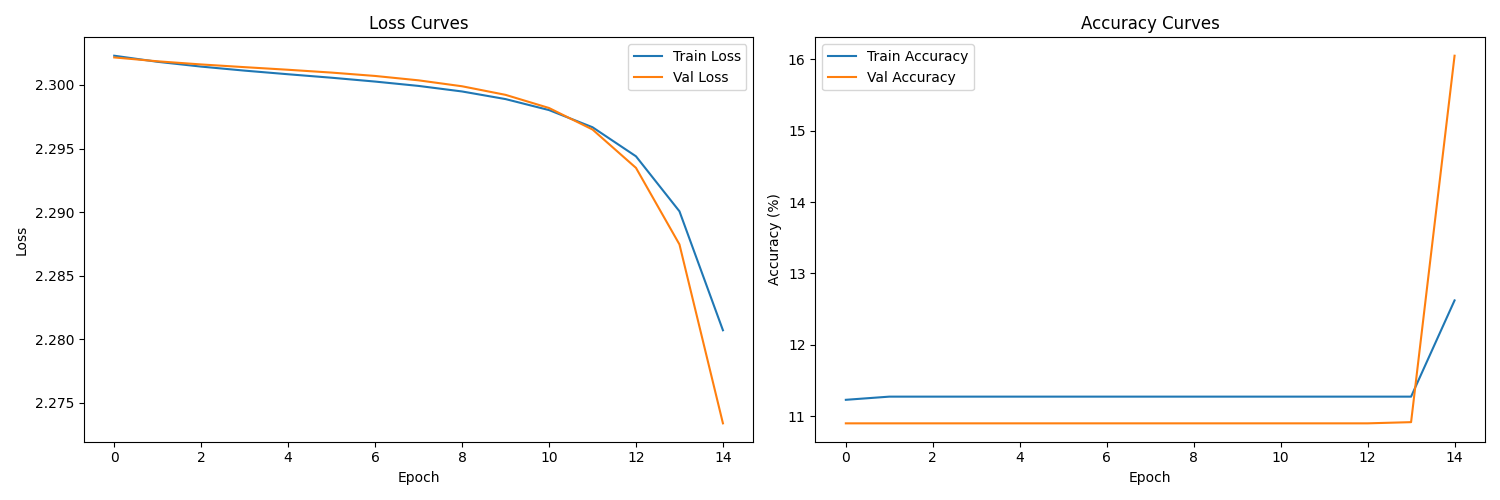 Loss Curves
Train Loss
Val Loss
2.300
2.295
2.290
2.285
2.280
2.275
Loss
0 2 4 6 8 10 12 14
Epoch
Accuracy Curves
Train Accuracy
Val Accuracy
16
15
14
13
12
11
Accuracy (%)
0 2 4 6 8 10 12 14
Epoch